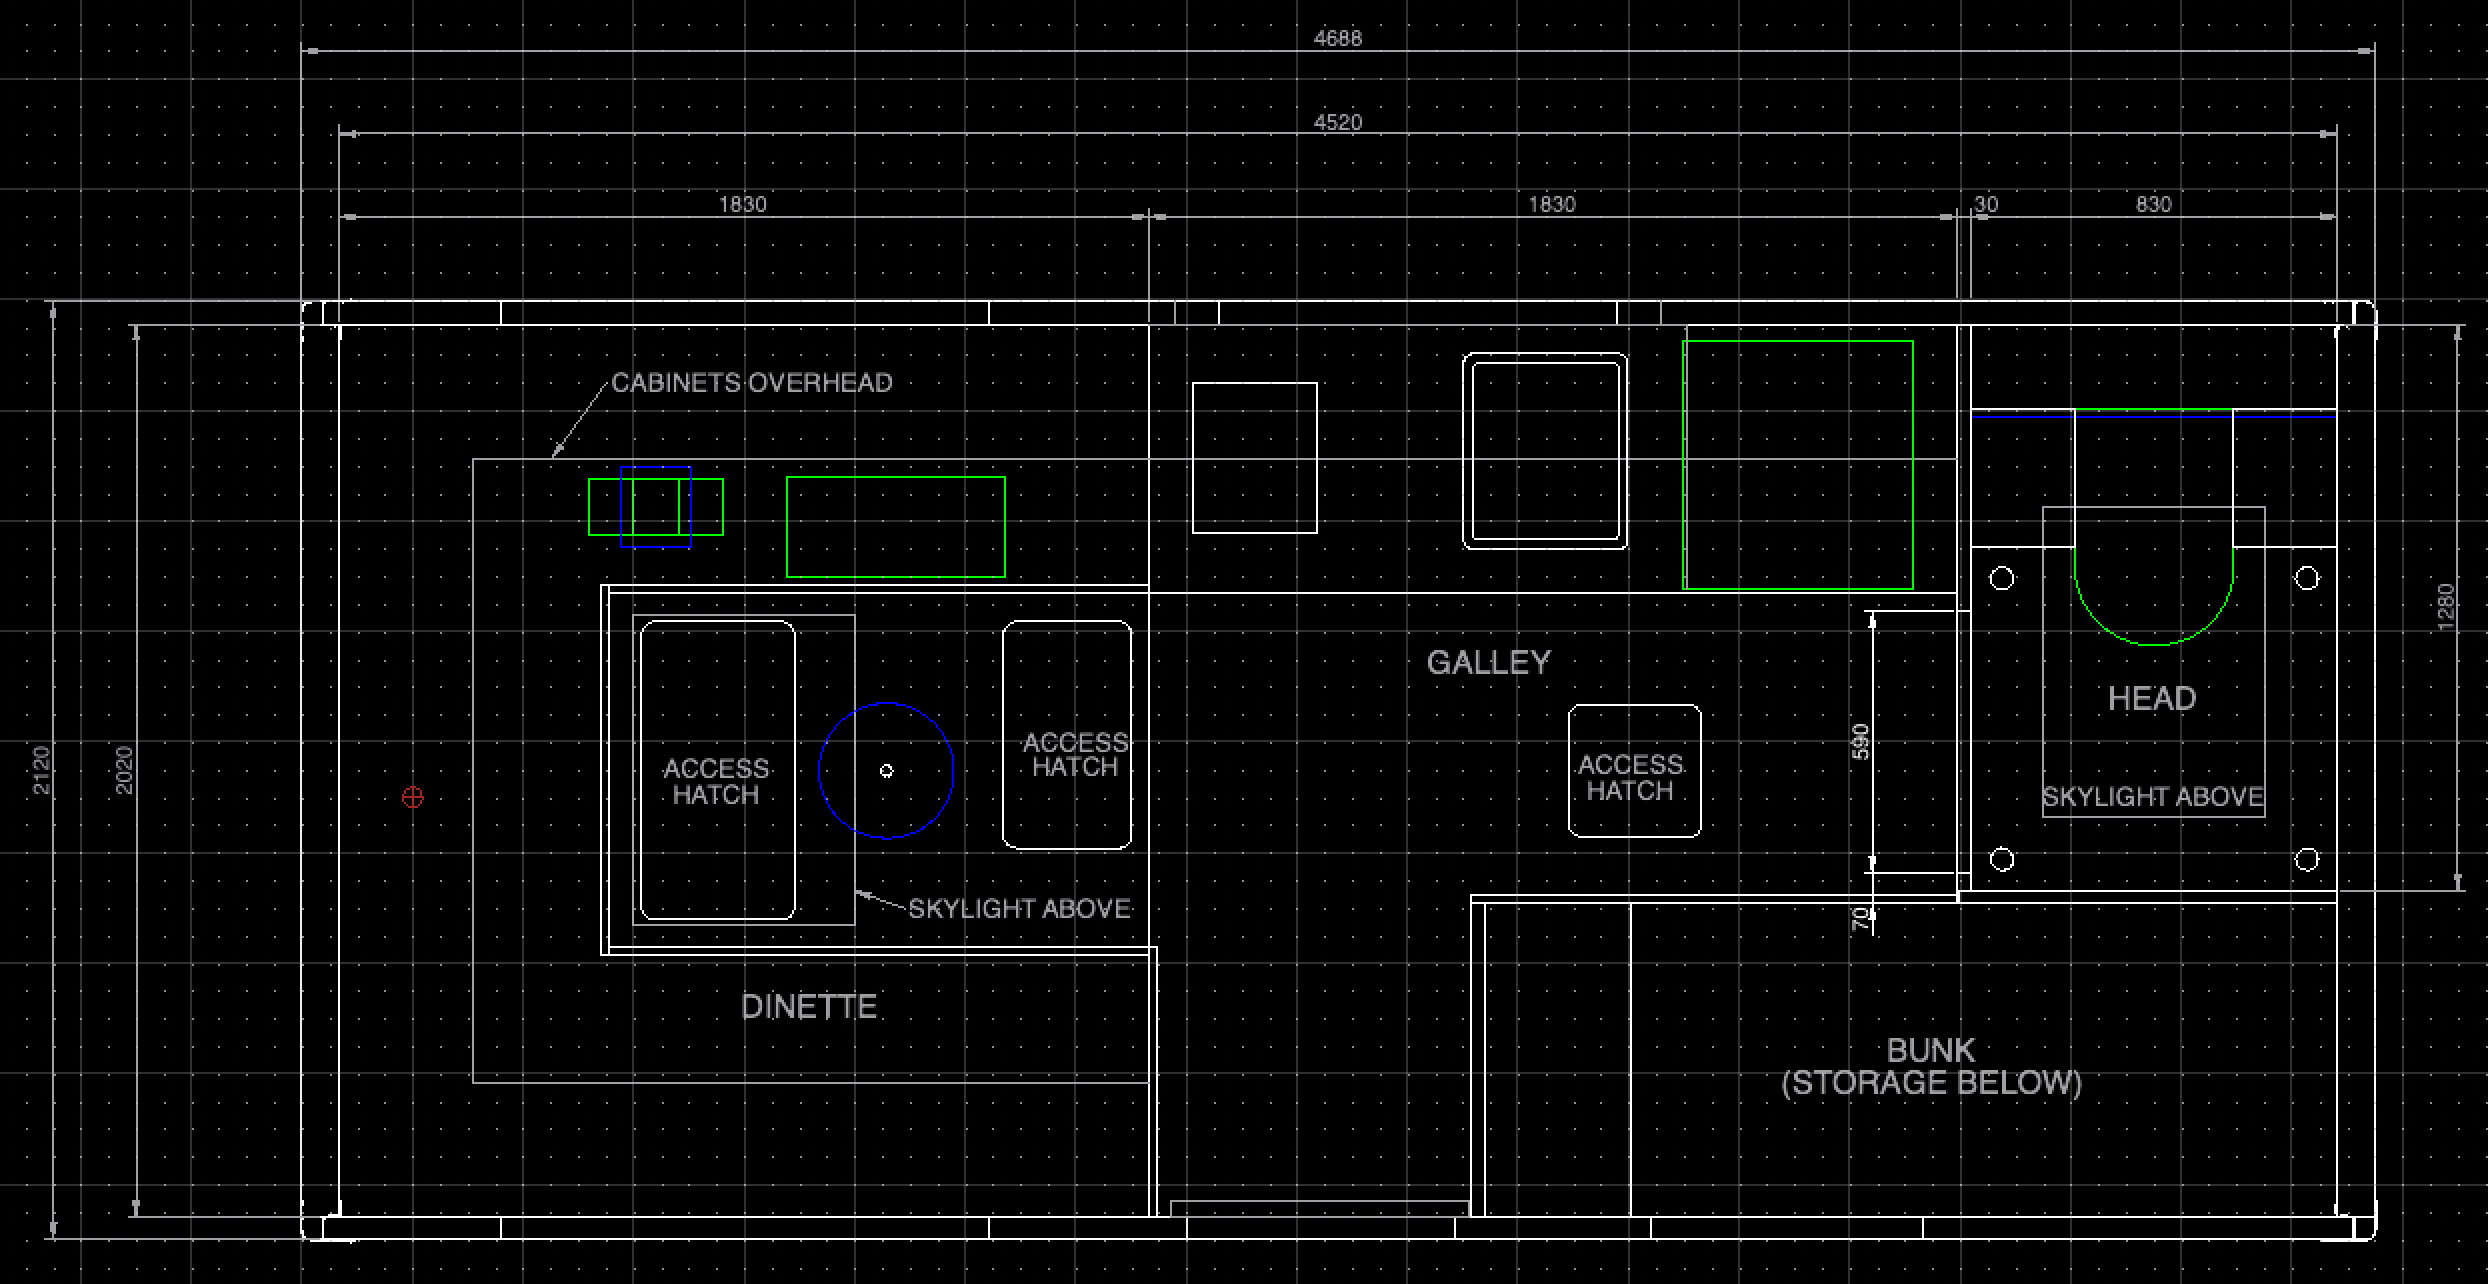 4688
4520
1830
1830
30
830
CABINETS OVERHEAD
1280
GALLEY
HEAD
590
2120
2020
ACCESS
HATCH
ACCESS
HATCH
ACCESS
HATCH
SKYLIGHT ABOVE
SKYLIGHT ABOVE
70
DINETTE
BUNK
(STORAGE BELOW)